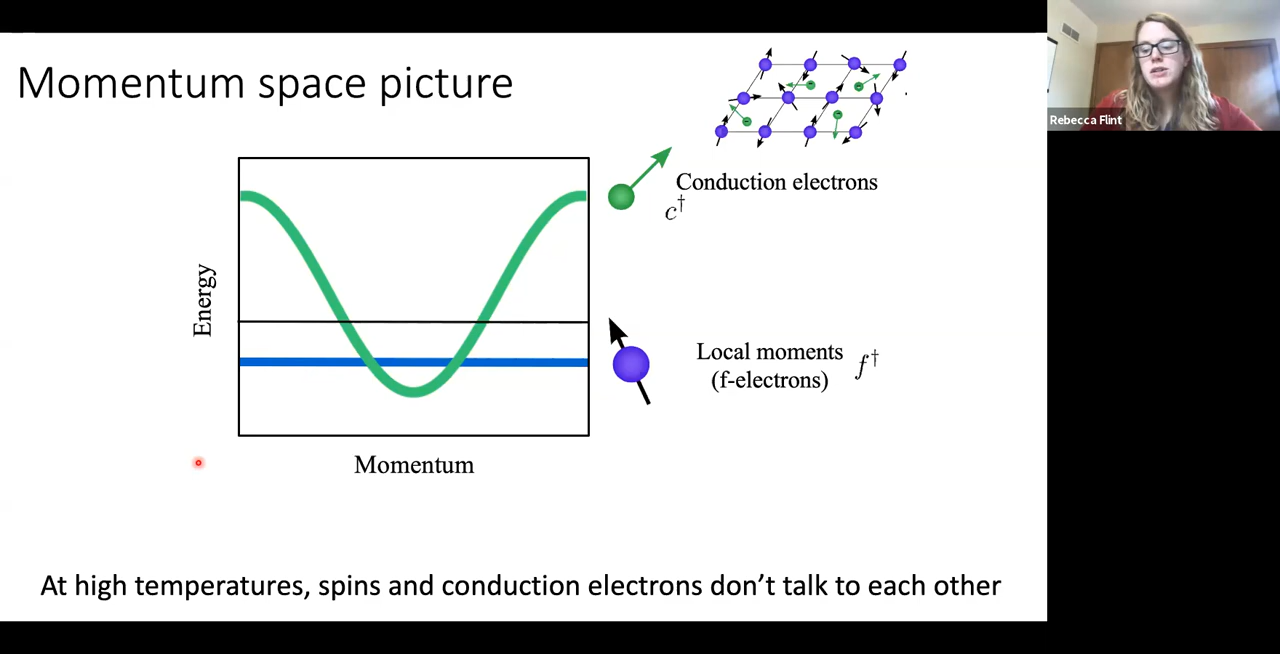 Momentum space picture
Rebecca Flint
Conduction electrons
c†
Energy
Local moments
(f-electrons)
f†
Momentum
At high temperatures, spins and conduction electrons don’t talk to each other